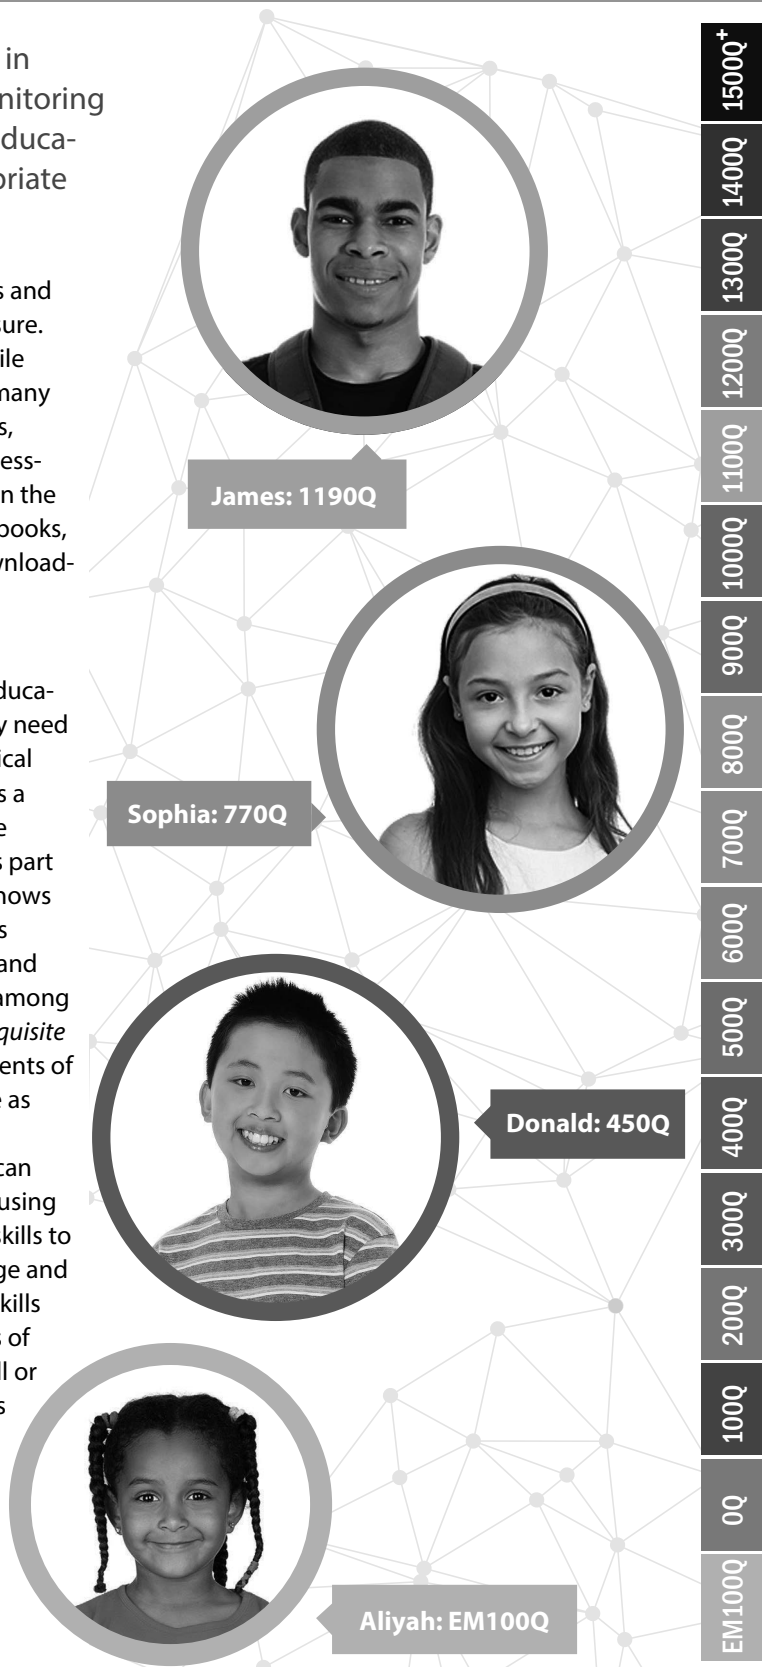 in
nitoring
duca-
priate
s and
sure.
ile
many
s,
ess-
n the
books,
wnload-
duca-
y need
ical
s a
e
s part
hows
s
and
among
quisite
ents of
e as
can
using
skills to
ge and
kills
s of
ll or
s
James: 1190Q
Sophia: 770Q
Donald: 450Q
Aliyah: EM100Q
1500Q+
1400Q
1300Q
1200Q
1100Q
1000Q
900Q
800Q
700Q
600Q
500Q
400Q
300Q
200Q
100Q
0Q
EM100Q